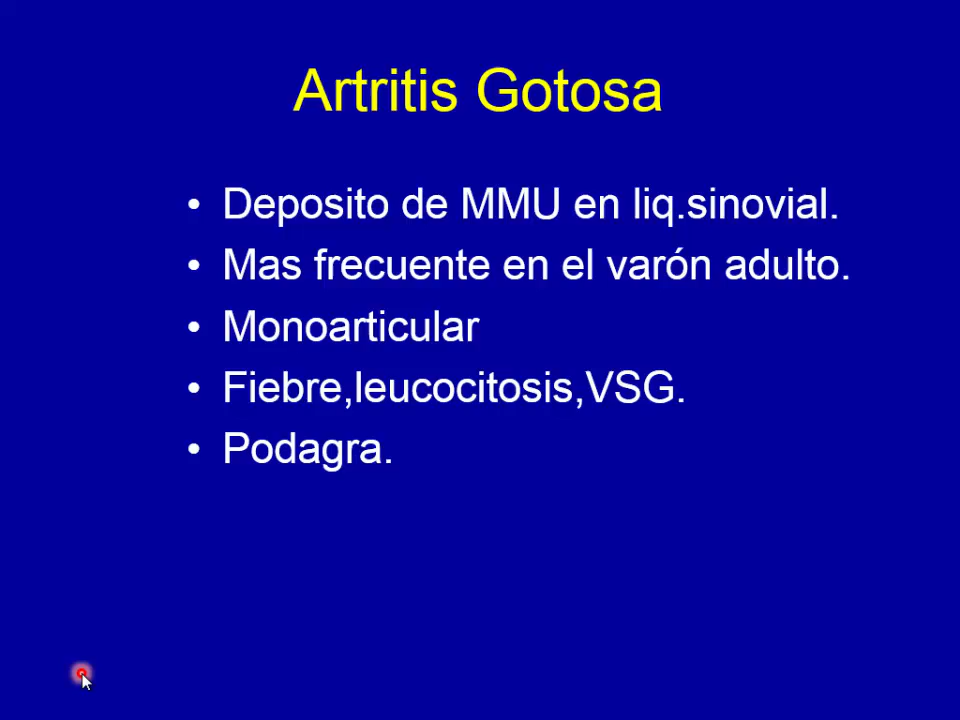 Artritis Gotosa
• Deposito de MMU en liq.sinovial.
• Mas frecuente en el varón adulto.
• Monoarticular
• Fiebre,leucocitosis,VSG.
• Podagra.